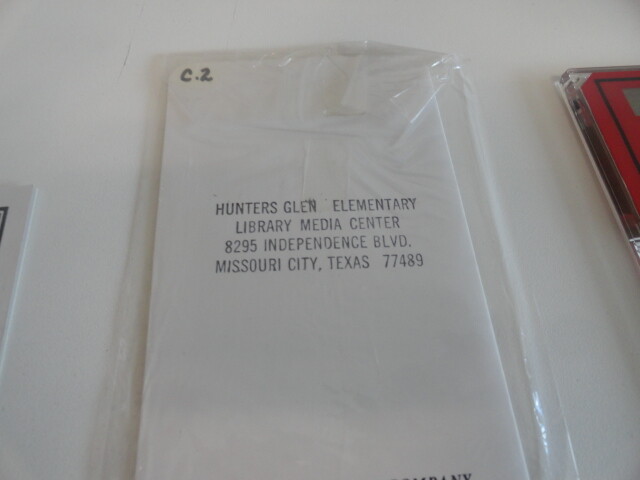 C.2
HUNTERS GLEN ELEMENTARY
LIBRARY MEDIA CENTER
8295 INDEPENDENCE BLVD.
MISSOURI CITY, TEXAS 77489